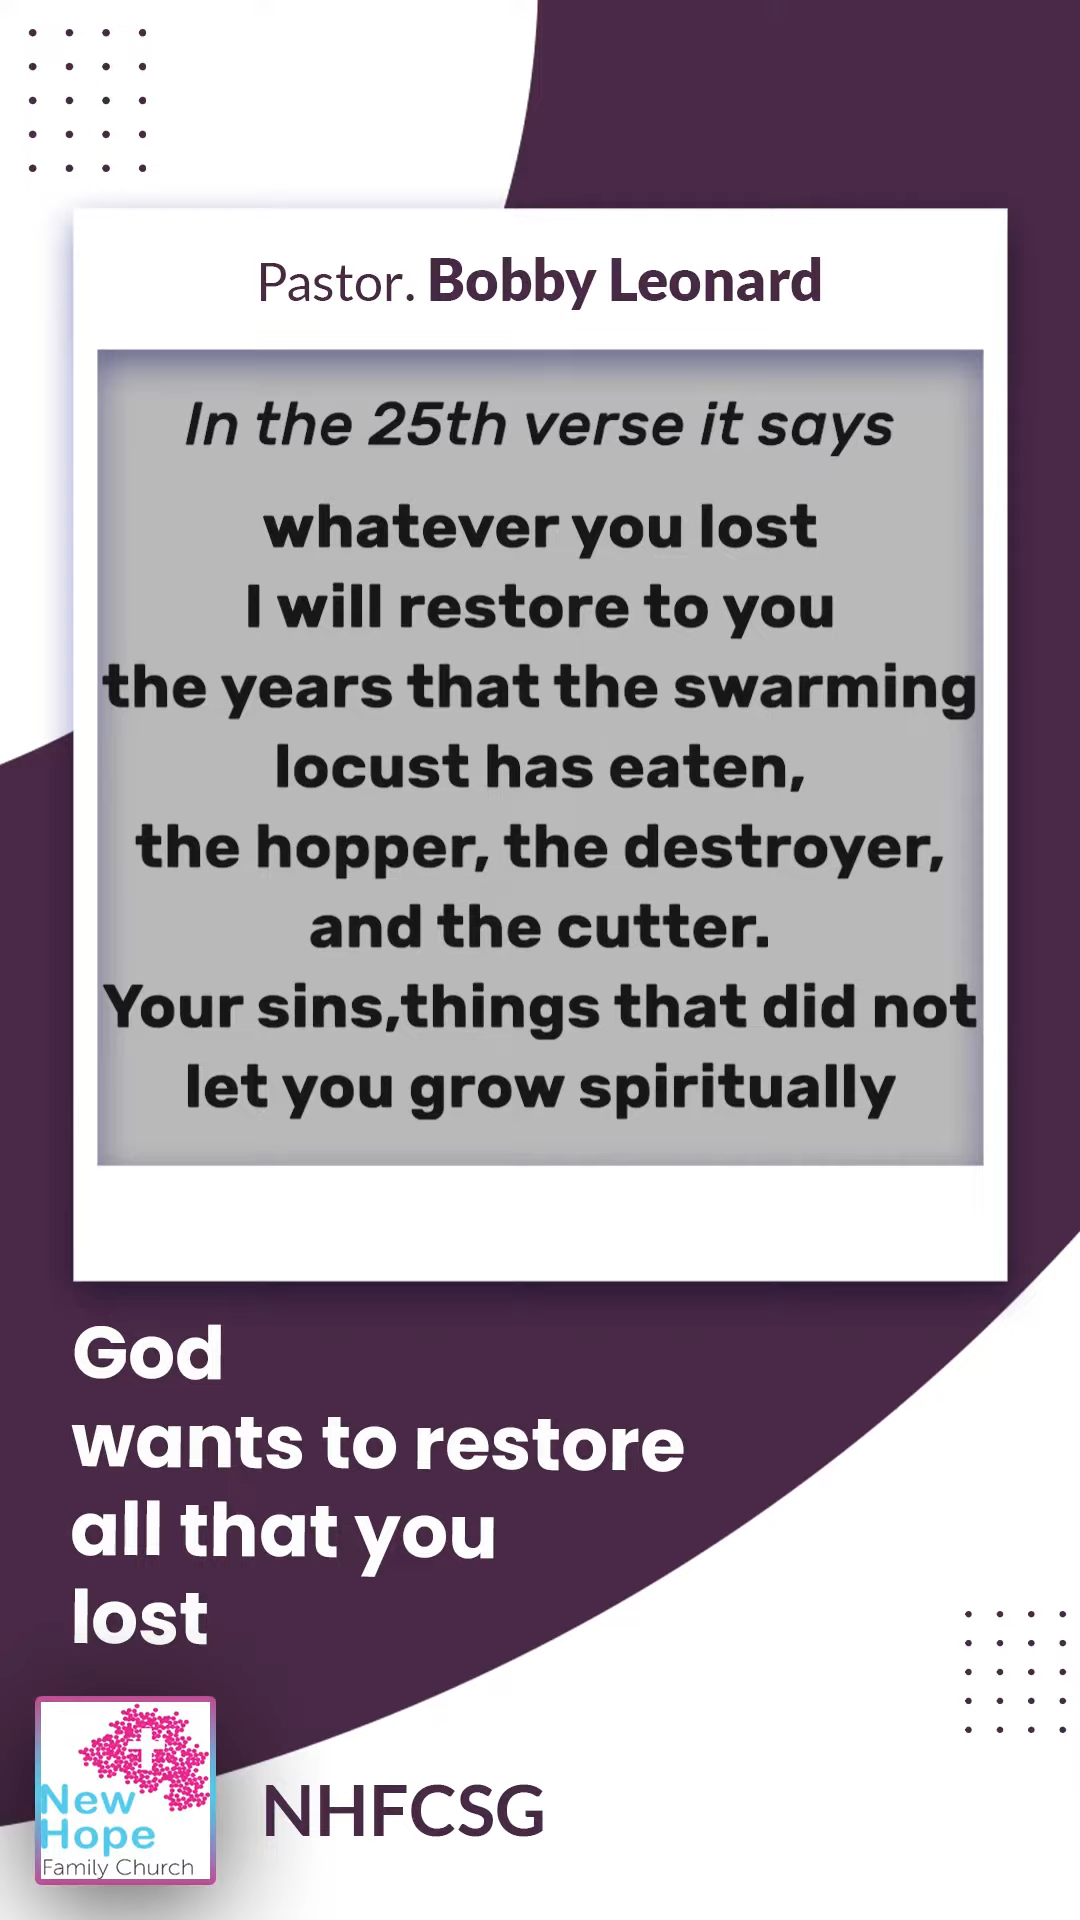 Pastor. Bobby Leonard
In the 25th verse it says
whatever you lost
I will restore to you
the years that the swarming
locust has eaten,
the hopper, the destroyer,
and the cutter.
Your sins,things that did not
let you grow spiritually
God
wants to restore
all that you
lost
New
Hope
Family Church
NHFCSG